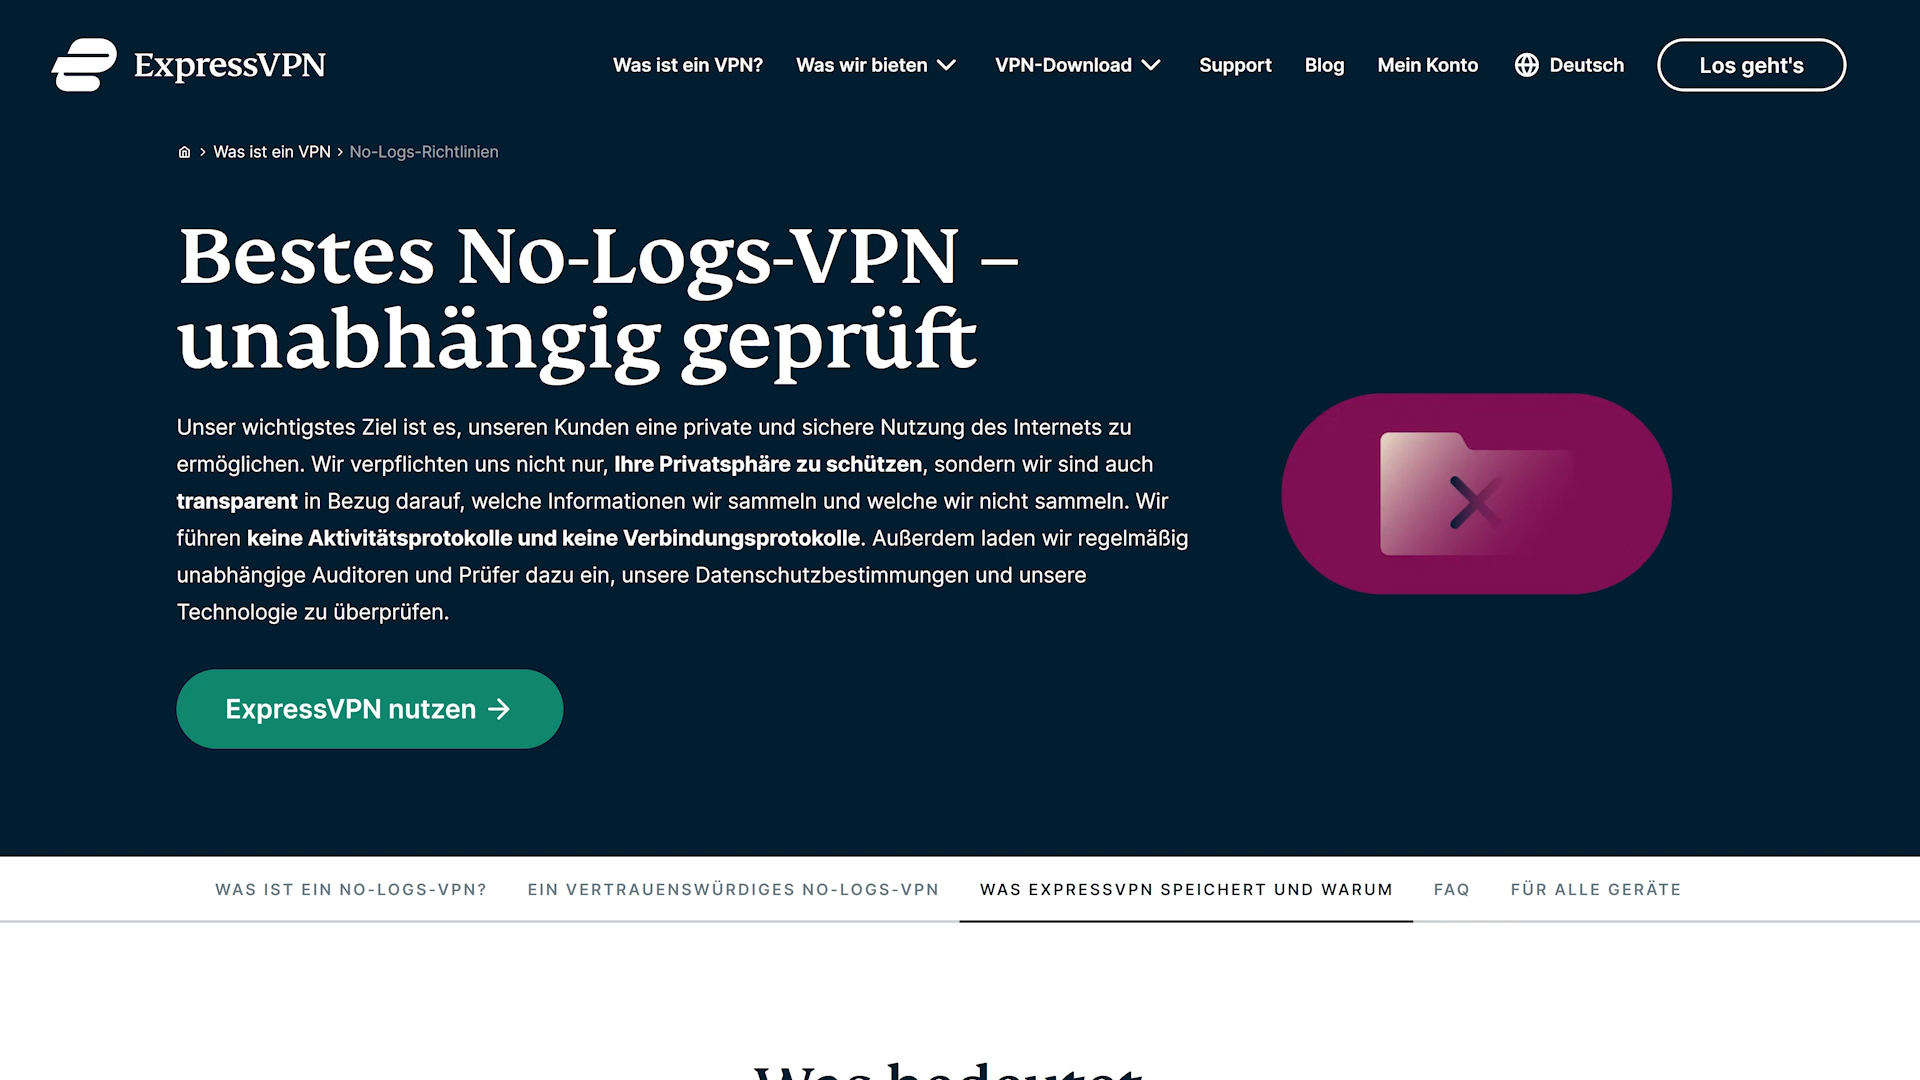 ExpressVPN
Was ist ein VPN?
Was wir bieten
VPN-Download
Support
Blog
Mein Konto
Deutsch
Los geht's
Was ist ein VPN › No-Logs-Richtlinien
Bestes No-Logs-VPN –
unabhängig geprüft
Unser wichtigstes Ziel ist es, unseren Kunden eine private und sichere Nutzung des Internets zu
ermöglichen. Wir verpflichten uns nicht nur, Ihre Privatsphäre zu schützen, sondern wir sind auch
transparent in Bezug darauf, welche Informationen wir sammeln und welche wir nicht sammeln. Wir
führen keine Aktivitätsprotokolle und keine Verbindungsprotokolle. Außerdem laden wir regelmäßig
unabhängige Auditoren und Prüfer dazu ein, unsere Datenschutzbestimmungen und unsere
Technologie zu überprüfen.
ExpressVPN nutzen →
WAS IST EIN NO-LOGS-VPN?
EIN VERTRAUENSWÜRDIGES NO-LOGS-VPN
WAS EXPRESSVPN SPEICHERT UND WARUM
FAQ
FÜR ALLE GERÄTE
Was bedeutet